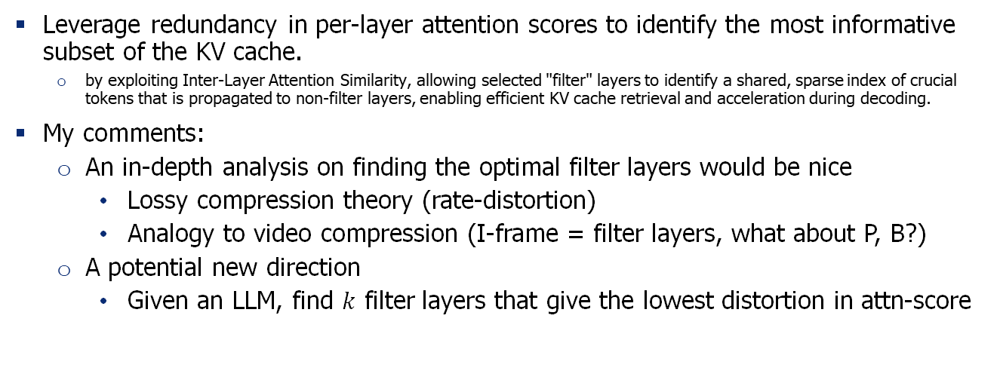 ▪ Leverage redundancy in per-layer attention scores to identify the most informative
subset of the KV cache.
○ by exploiting Inter-Layer Attention Similarity, allowing selected "filter" layers to identify a shared, sparse index of crucial
tokens that is propagated to non-filter layers, enabling efficient KV cache retrieval and acceleration during decoding.
▪ My comments:
○ An in-depth analysis on finding the optimal filter layers would be nice
• Lossy compression theory (rate-distortion)
• Analogy to video compression (I-frame = filter layers, what about P, B?)
○ A potential new direction
• Given an LLM, find k filter layers that give the lowest distortion in attn-score